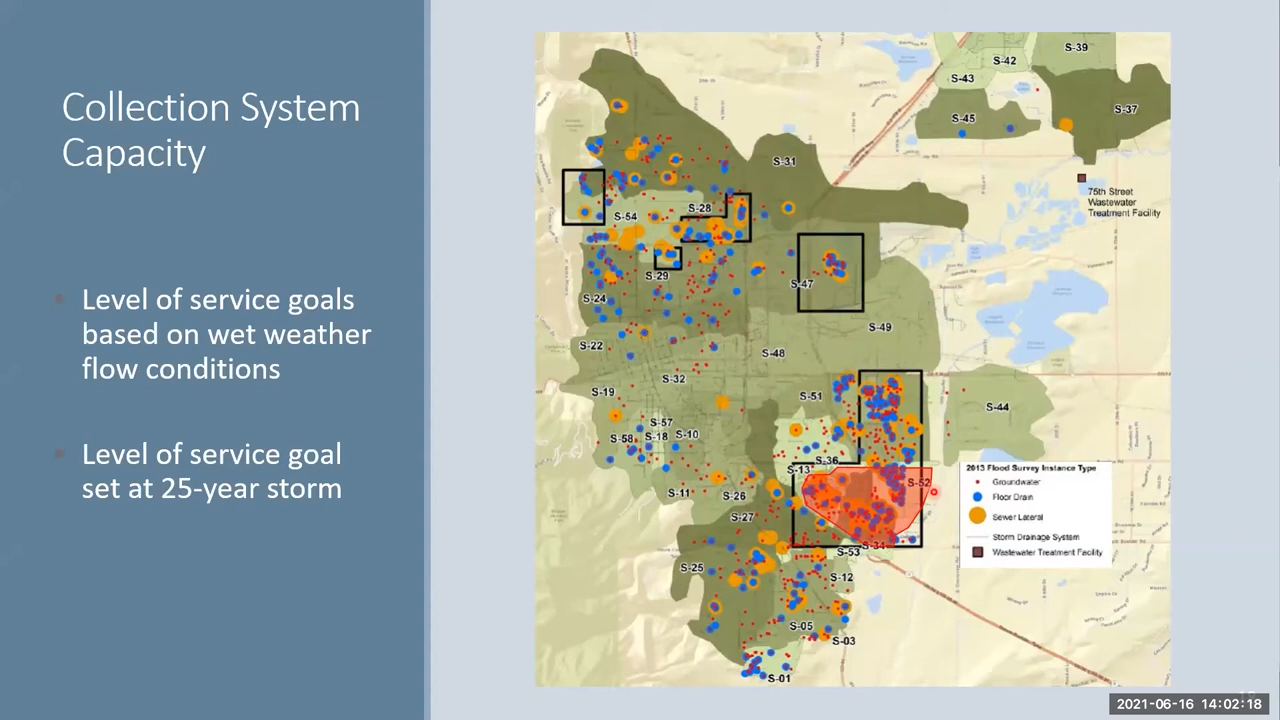 Collection System
Capacity
Level of service goals
based on wet weather
flow conditions
Level of service goal
set at 25-year storm
S-39
S-42
S-43
S-37
S-45
S-31
75th Street
Wastewater
Treatment Facility
S-28
S-54
S-29
S-47
S-24
S-49
S-22
S-48
S-32
S-19
S-51
S-44
S-57
S-58
S-18
S-10
S-36
S-13
S-52
S-11
S-26
S-27
S-34
S-53
S-25
S-12
S-05
S-03
S-01
2013 Flood Survey Instance Type
Groundwater
Floor Drain
Sewer Lateral
Storm Drainage System
Wastewater Treatment Facility
2021-06-16 14:02:18